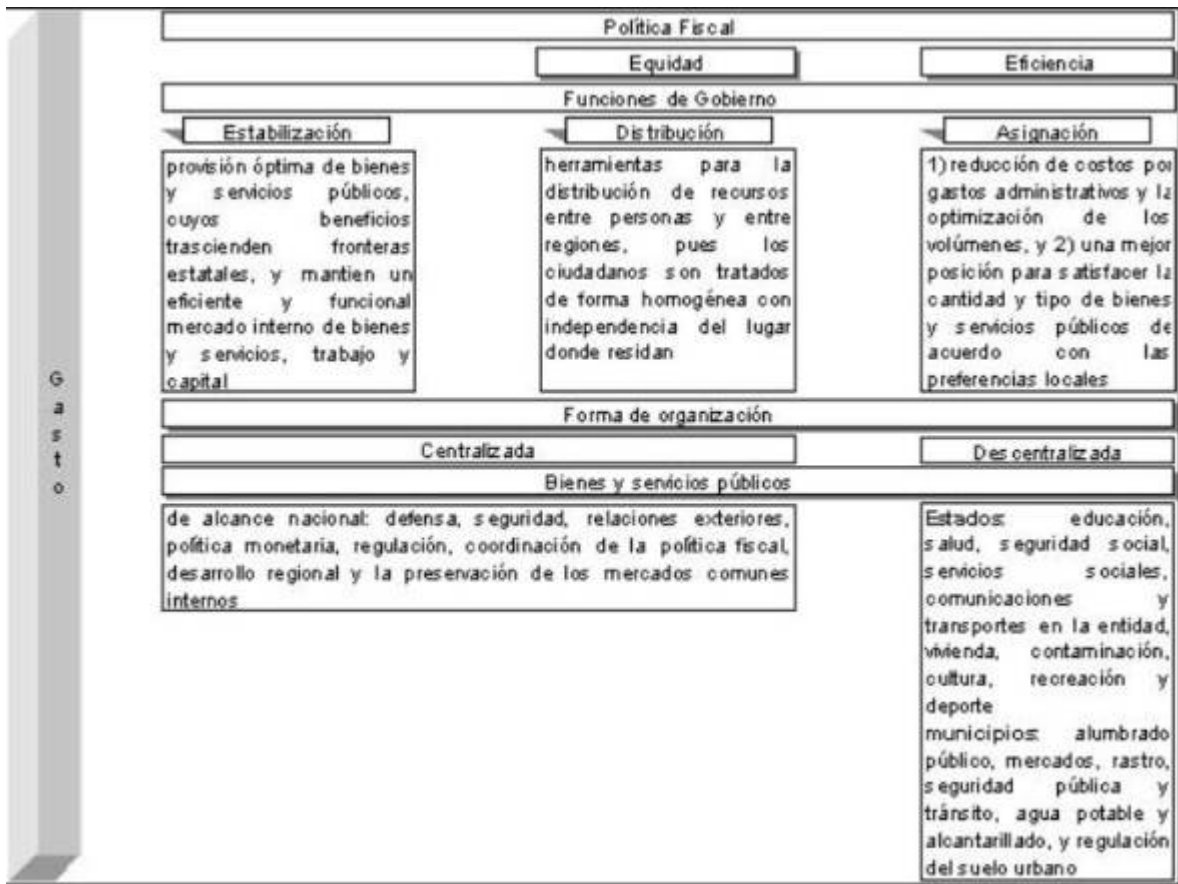 Política Fiscal
Equidad
Eficiencia
Funciones de Gobierno
Estabilización
Distribución
Asignación
provisión óptima de bienes
y servicios públicos,
cuyos beneficios
trascienden fronteras
estatales, y mantien un
eficiente y funcional
mercado interno de bienes
y servicios, trabajo y
capital
herramientas para la
distribución de recursos
entre personas y entre
regiones, pues los
ciudadanos son tratados
de forma homogénea con
independencia del lugar
donde residan
1) reducción de costos por
gastos administrativos y la
optimización de los
volúmenes, y 2) una mejor
posición para satisfacer la
cantidad y tipo de bienes
y servicios públicos de
acuerdo con las
preferencias locales
Gasto
Forma de organización
Centralizada
Descentralizada
Bienes y servicios públicos
de alcance nacional: defensa, seguridad, relaciones exteriores,
política monetaria, regulación, coordinación de la política fiscal,
desarrollo regional y la preservación de los mercados comunes
internos
Estados: educación,
salud, seguridad social,
servicios sociales,
comunicaciones y
transportes en la entidad,
vivienda, contaminación,
cultura, recreación y
deporte
municipios: alumbrado
público, mercados, rastro,
seguridad pública y
tránsito, agua potable y
alcantarillado, y regulación
del suelo urbano